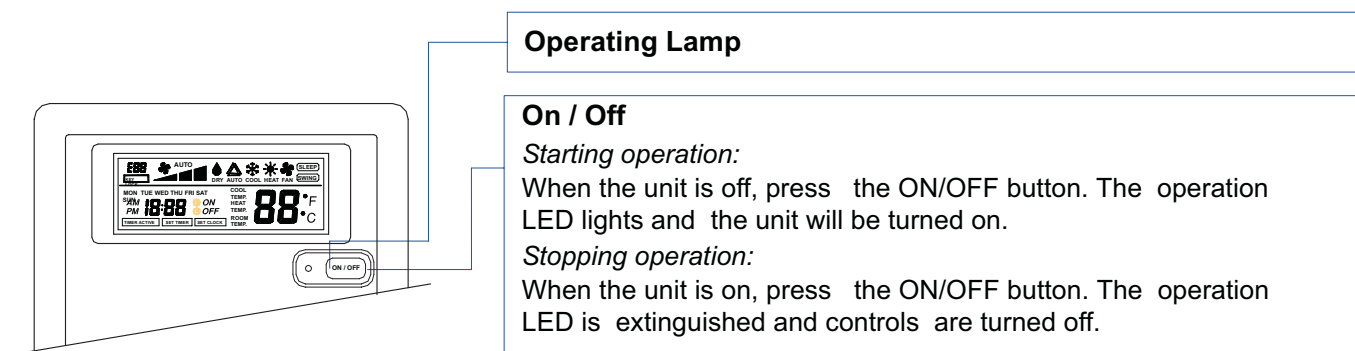 Operating Lamp
On / Off
Starting operation:
When the unit is off, press the ON/OFF button. The operation
LED lights and the unit will be turned on.
Stopping operation:
When the unit is on, press the ON/OFF button. The operation
LED is extinguished and controls are turned off.
AUTO
SLEEP
DRY AUTO COOL HEAT FAN SWING
KEY
MON TUE WED THU FRI SAT
SUN
AM 18:88 ON
PM OFF
COOL
TEMP.
HEAT
TEMP.
ROOM
TEMP.
88 °F
°C
TIMER ACTIVE SET TIMER SET CLOCK
ON / OFF